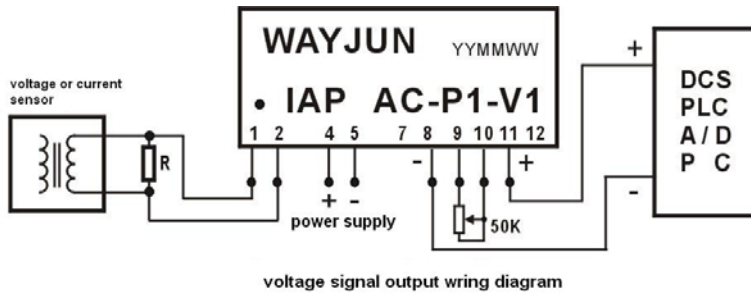 WAYJUN YYMMWW
voltage or current
sensor
• IAP AC-P1-V1
1 2 4 5 7 8 9 10 11 12
R
+ -
power supply
- +
50K
+
-
DCS
PLC
A/D
P C
voltage signal output wring diagram